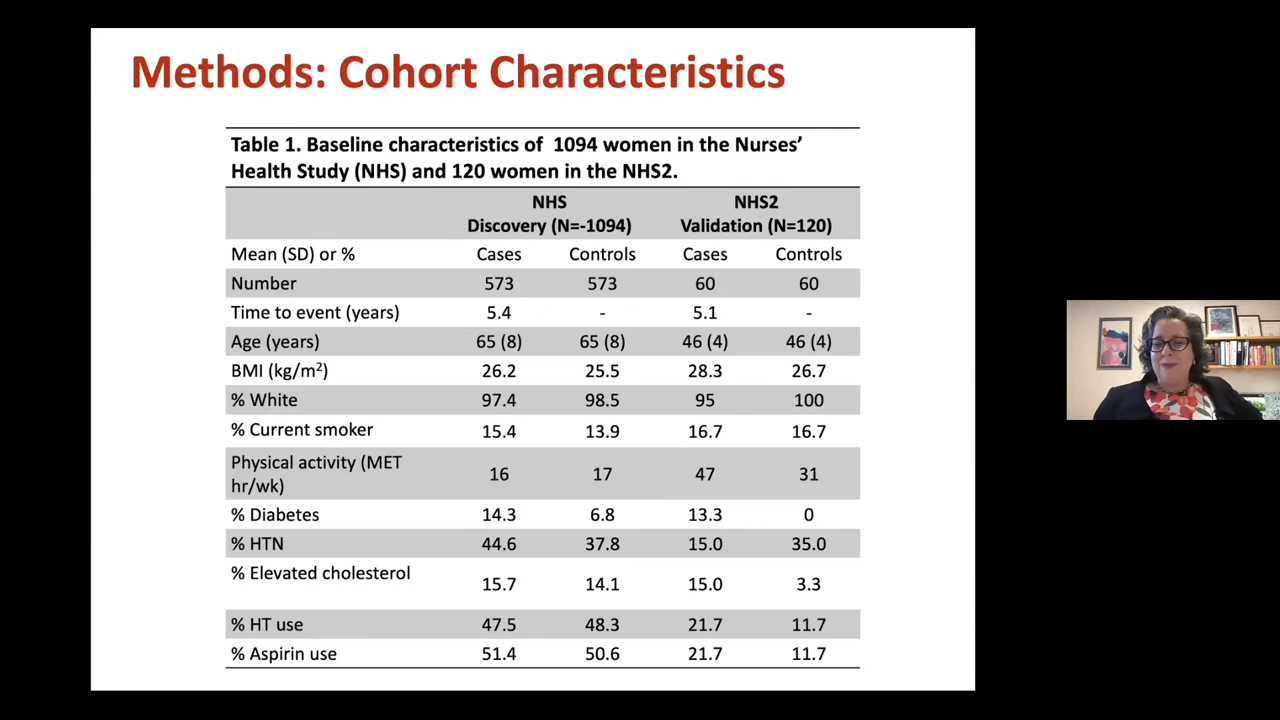 Methods: Cohort Characteristics
Table 1. Baseline characteristics of 1094 women in the Nurses’
Health Study (NHS) and 120 women in the NHS2.
NHS NHS2
Discovery (N=-1094) Validation (N=120)
Mean (SD) or % Cases Controls Cases Controls
Number 573 573 60 60
Time to event (years) 5.4 - 5.1 -
Age (years) 65 (8) 65 (8) 46 (4) 46 (4)
BMI (kg/m²) 26.2 25.5 28.3 26.7
% White 97.4 98.5 95 100
% Current smoker 15.4 13.9 16.7 16.7
Physical activity (MET
hr/wk) 16 17 47 31
% Diabetes 14.3 6.8 13.3 0
% HTN 44.6 37.8 15.0 35.0
% Elevated cholesterol 15.7 14.1 15.0 3.3
% HT use 47.5 48.3 21.7 11.7
% Aspirin use 51.4 50.6 21.7 11.7